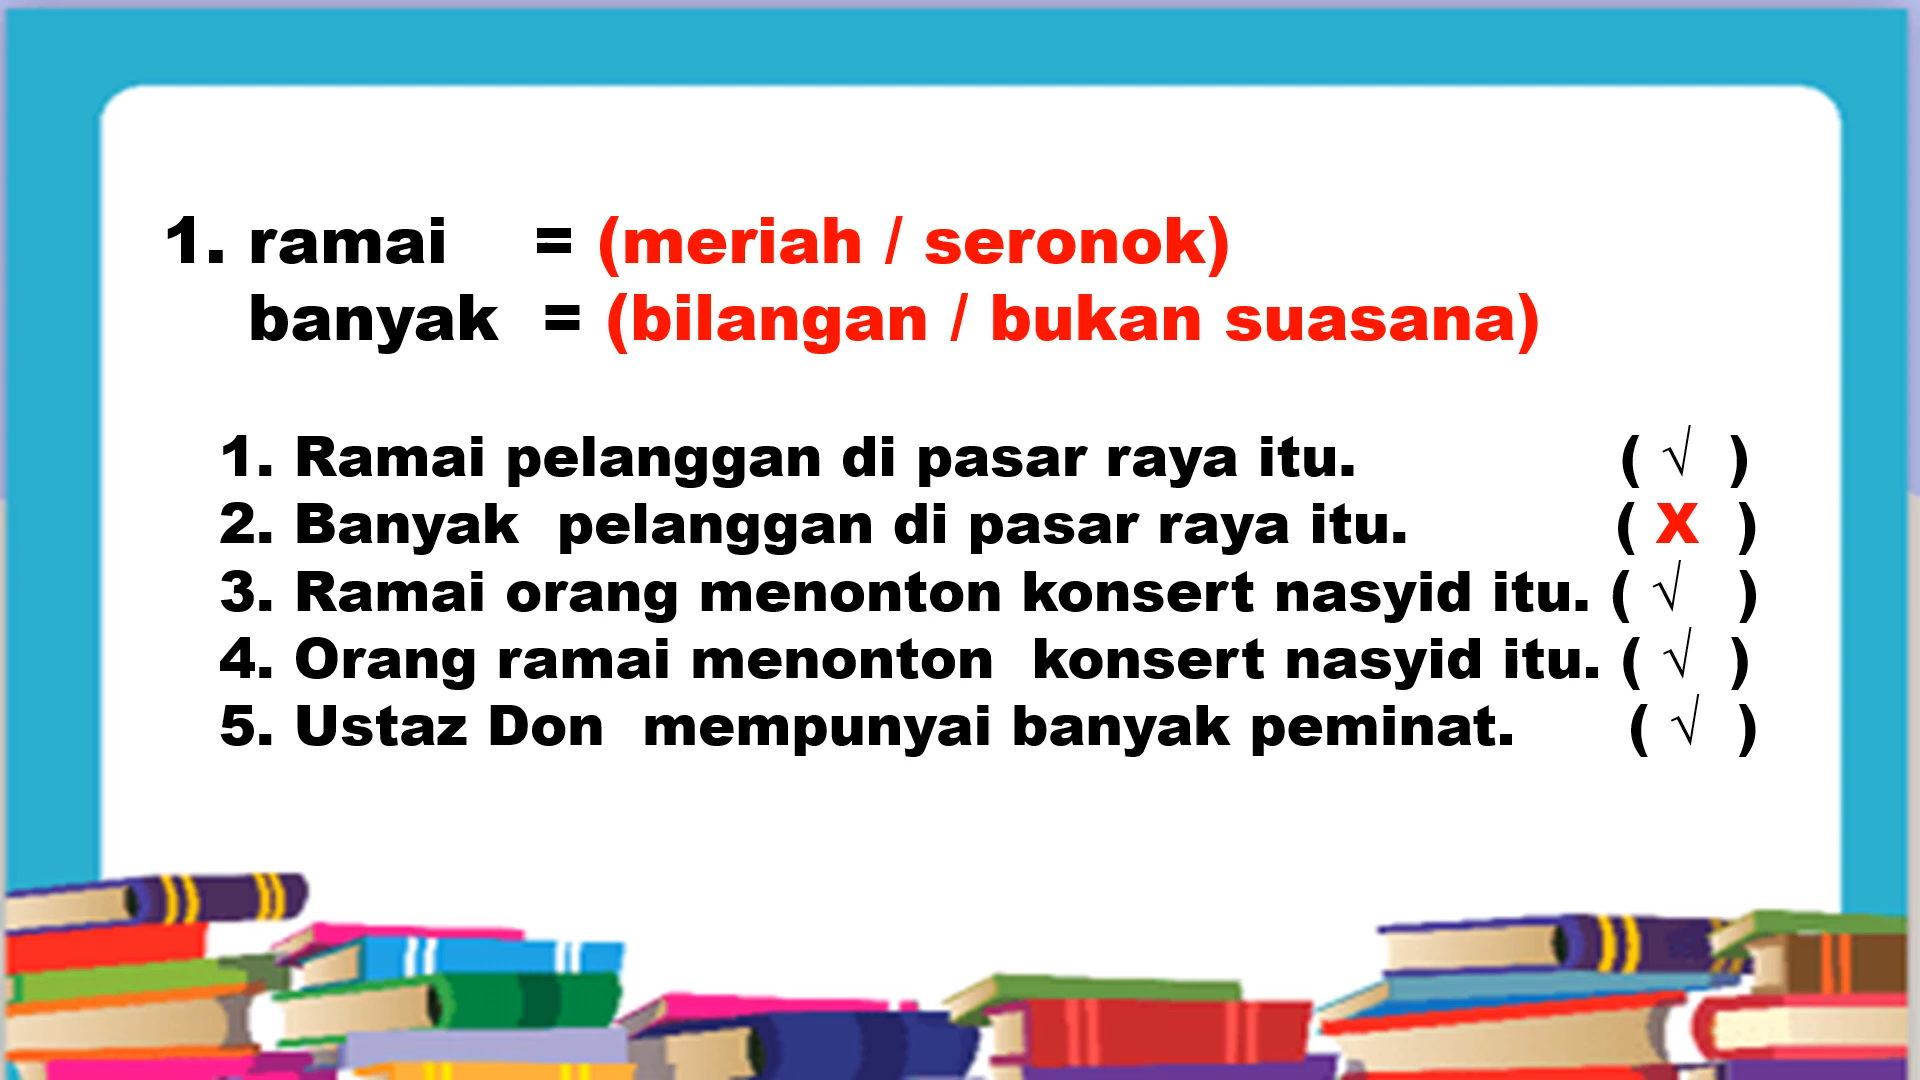 1. ramai = (meriah / seronok)
banyak = (bilangan / bukan suasana)
1. Ramai pelanggan di pasar raya itu. ( √ )
2. Banyak pelanggan di pasar raya itu. ( X )
3. Ramai orang menonton konsert nasyid itu. ( √ )
4. Orang ramai menonton konsert nasyid itu. ( √ )
5. Ustaz Don mempunyai banyak peminat. ( √ )